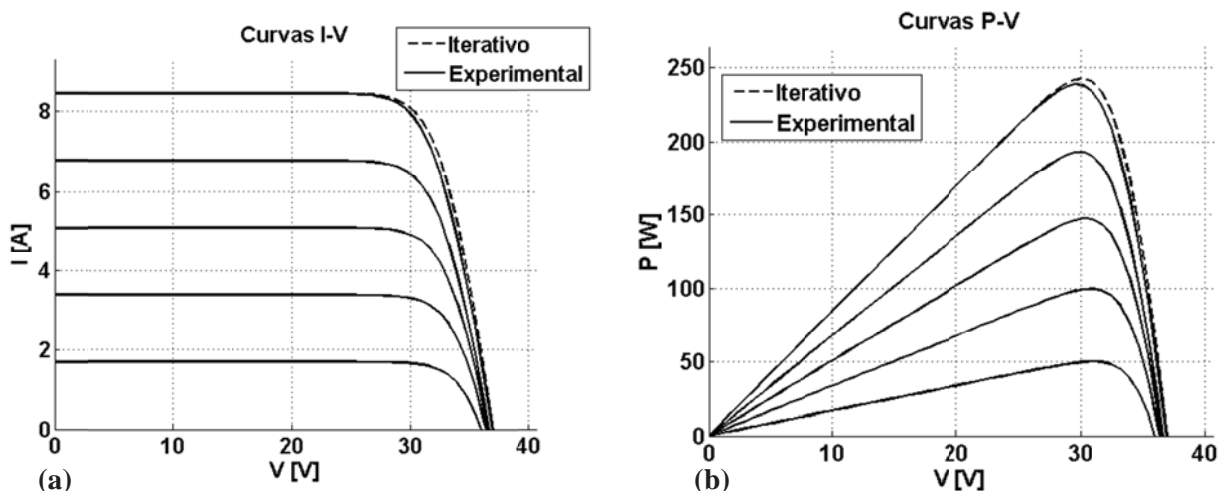 Curvas I-V
Iterativo
Experimental
I [A]
8
6
4
2
0
0 10 20 30 40
V [V]
(a)
Curvas P-V
Iterativo
Experimental
P [W]
250
200
150
100
50
0
0 10 20 30 40
V [V]
(b)